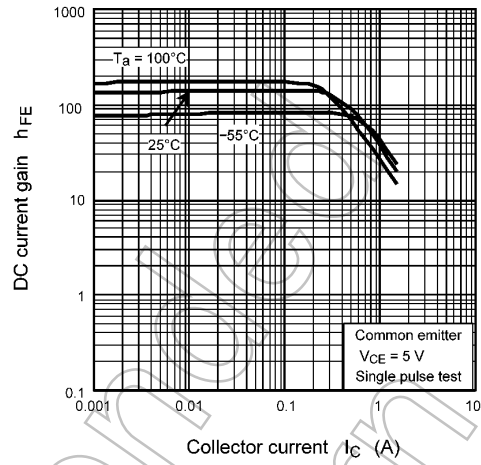 1000
100
10
1
0.1
DC current gain hFE
Ta = 100°C
25°C
−55°C
Common emitter
VCE = 5 V
Single pulse test
0.001
0.01
0.1
1
10
Collector current IC (A)